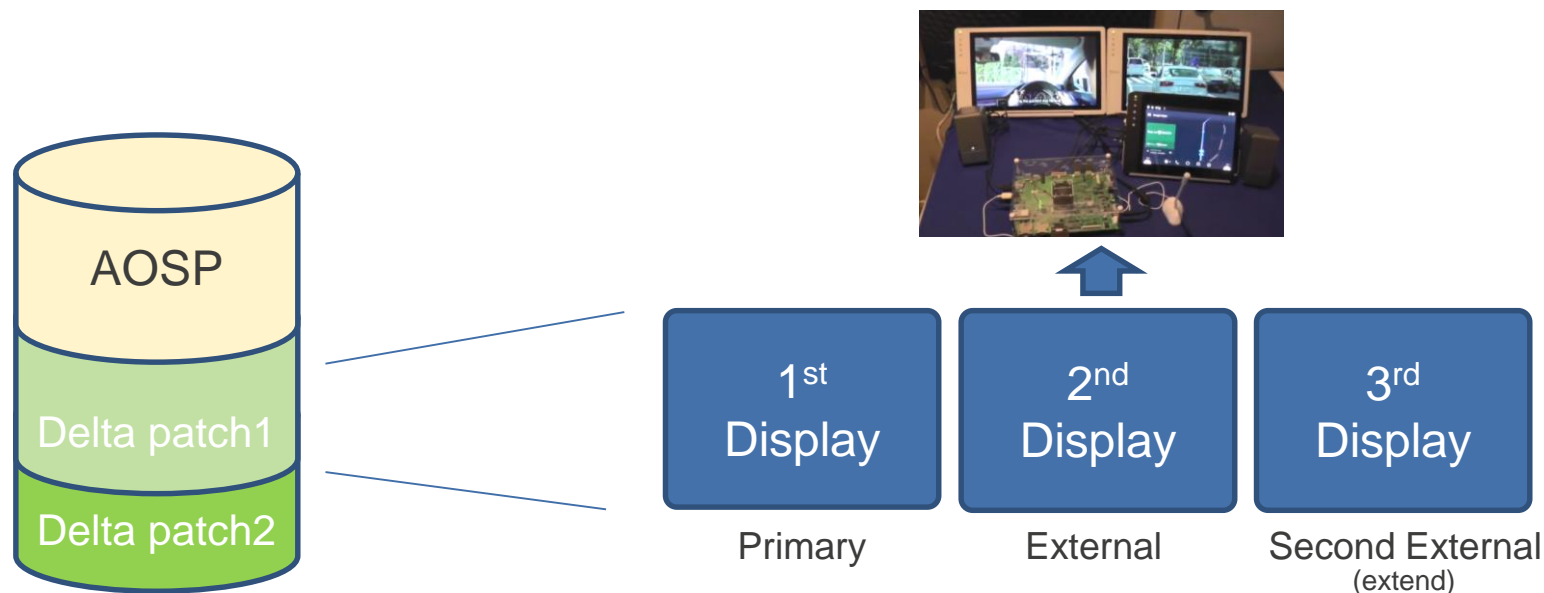 AOSP
Delta patch1
Delta patch2
1st
Display
2nd
Display
3rd
Display
Primary
External
Second External
(extend)